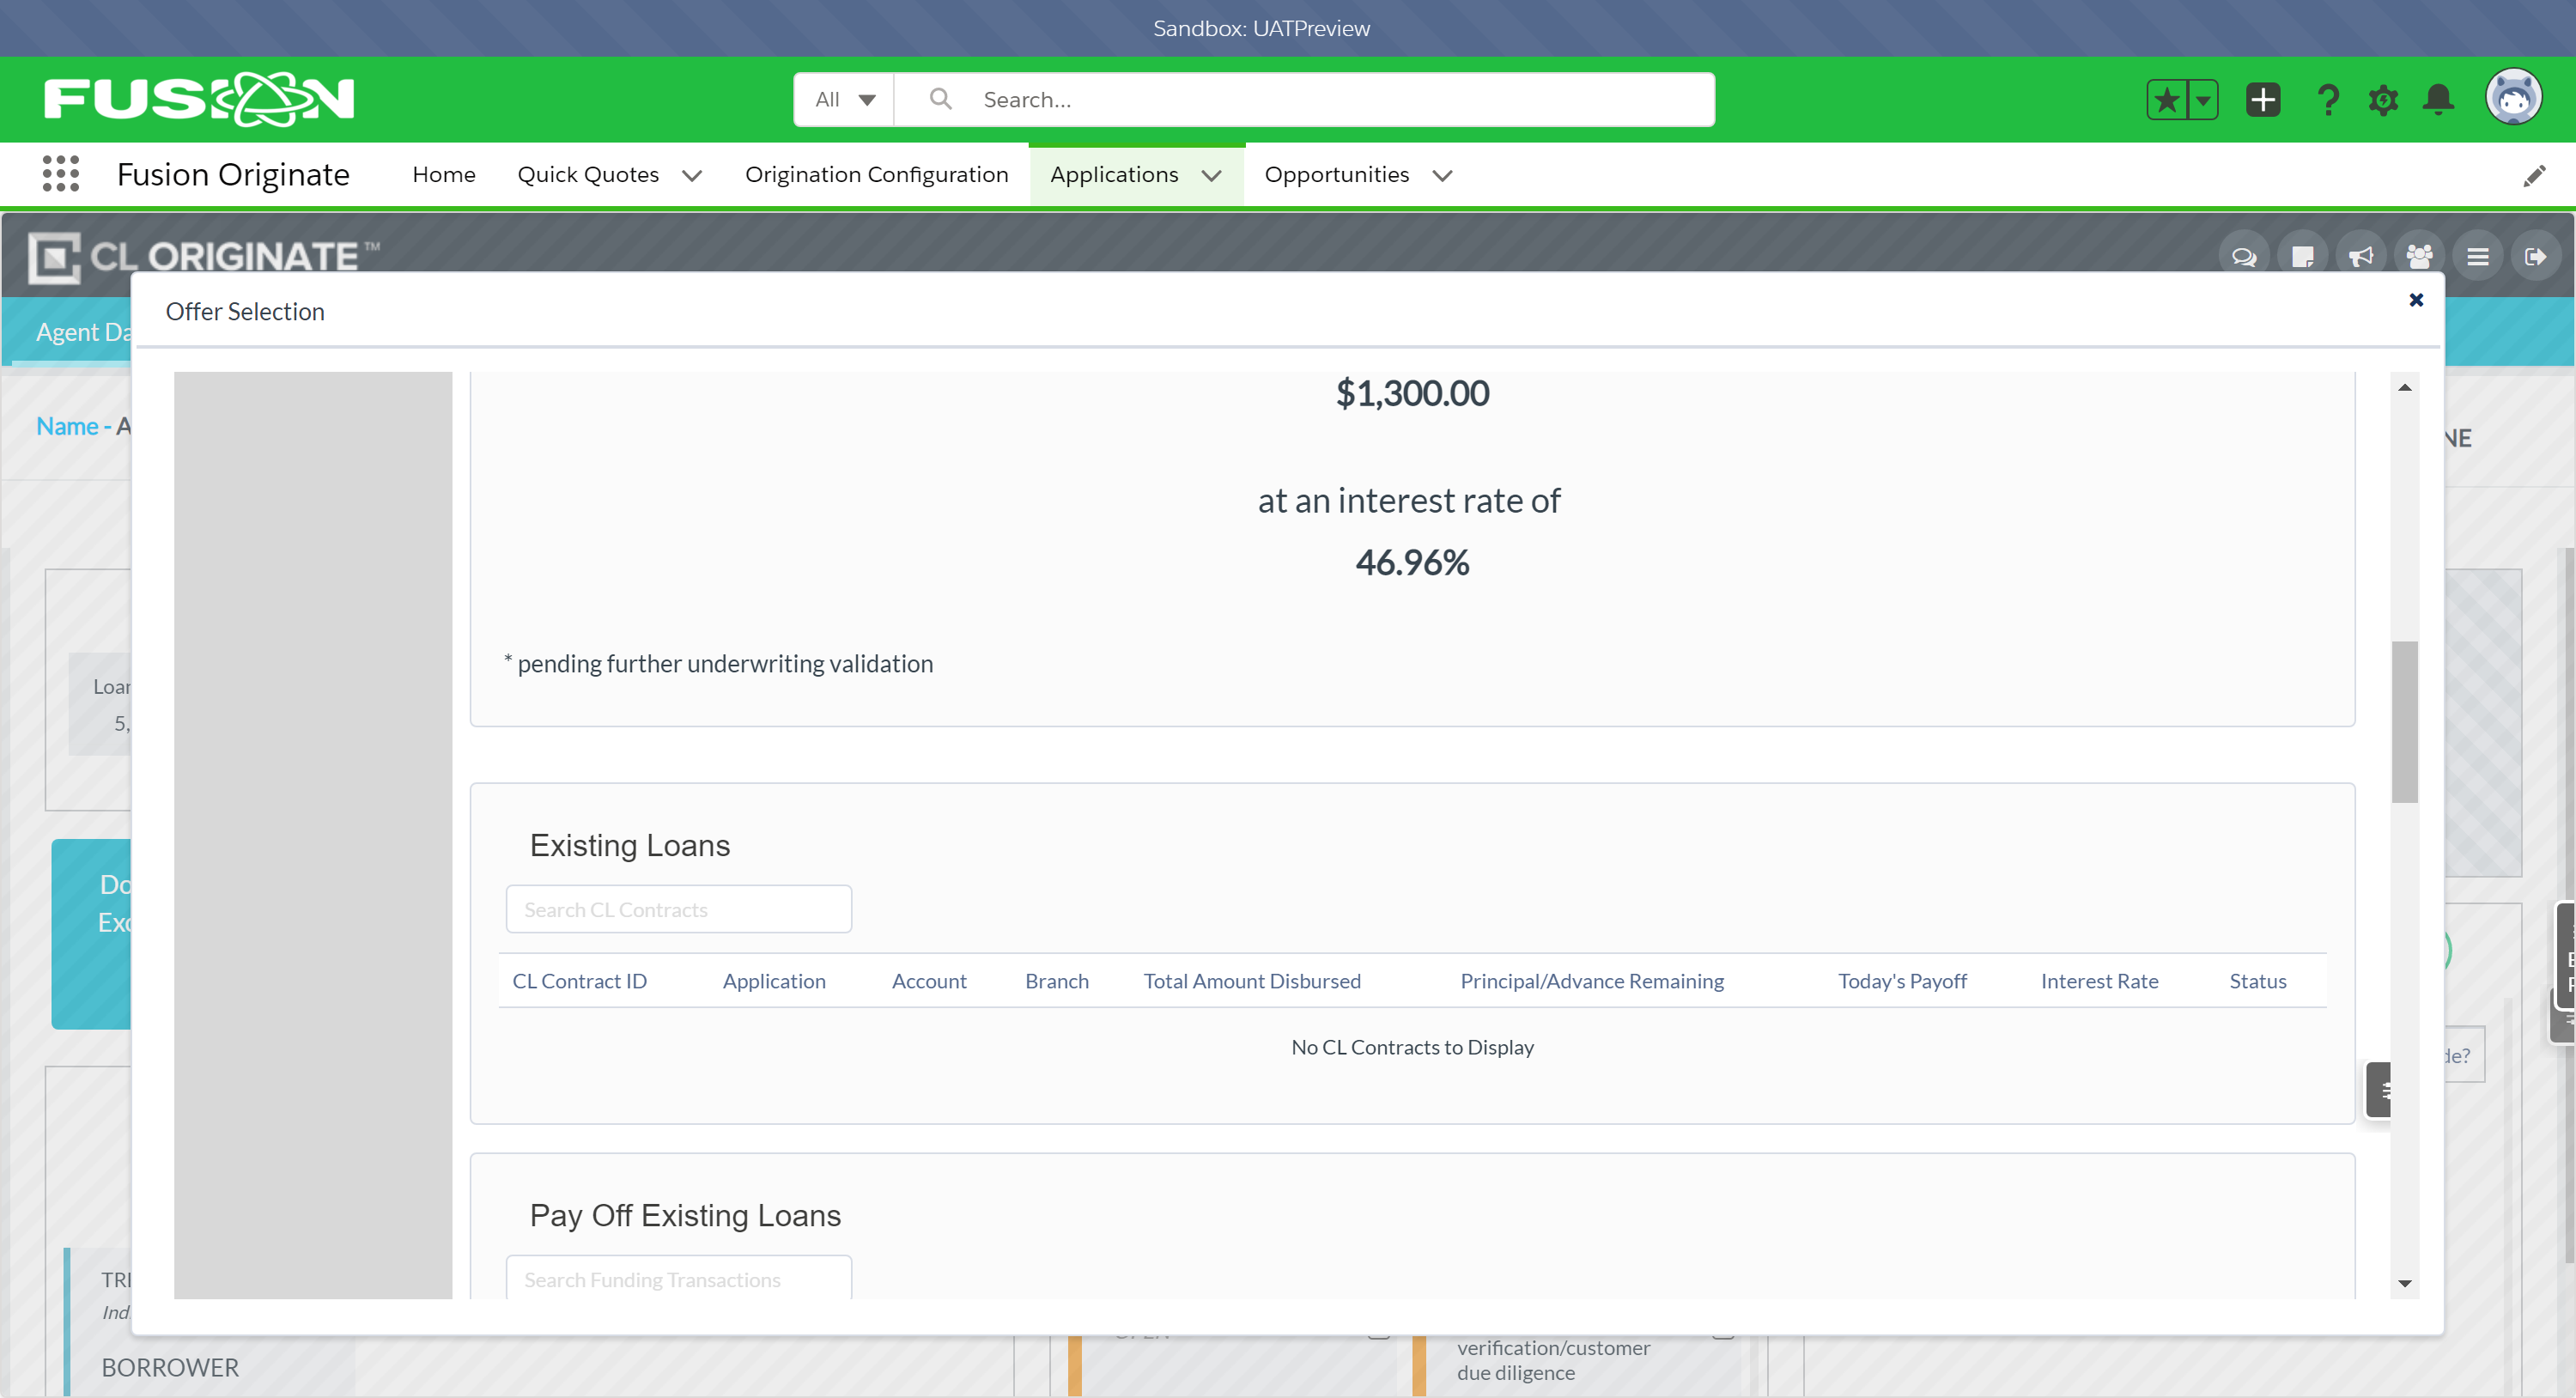 Sandbox: UATPreview
FUSION
All
Search...
Fusion Originate
Home
Quick Quotes
Origination Configuration
Applications
Opportunities
CL ORIGINATE™
Offer Selection
Agent Da
Name - A
NE
$1,300.00
at an interest rate of
46.96%
* pending further underwriting validation
Loan
5,
Existing Loans
Search CL Contracts
Do
Exc
CL Contract ID Application Account Branch Total Amount Disbursed Principal/Advance Remaining Today's Payoff Interest Rate Status
No CL Contracts to Display
de?
Pay Off Existing Loans
Search Funding Transactions
TRI
Ind.
BORROWER
verification/customer
due diligence